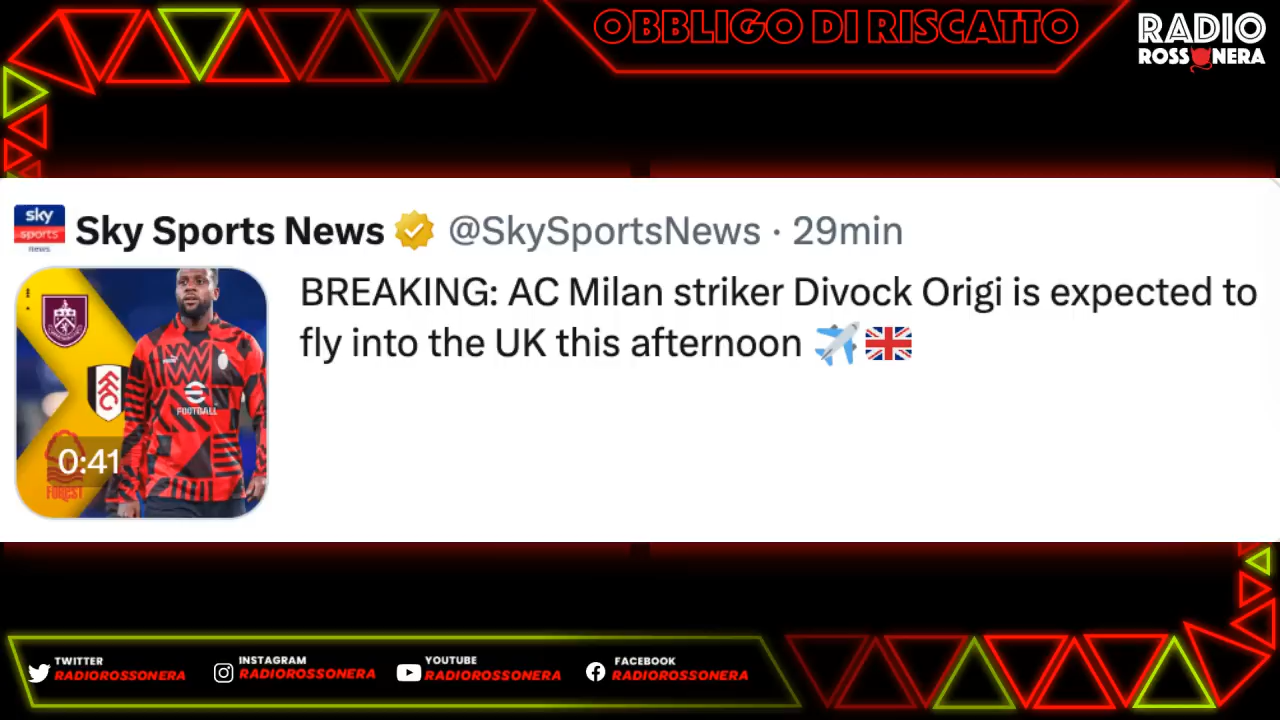 OBBLIGO DI RISCATTO
RADIO
ROSSONERA
sky
sports
news
Sky Sports News @SkySportsNews · 29min
BREAKING: AC Milan striker Divock Origi is expected to
fly into the UK this afternoon
FOOTBALL
0:41
FOREST
TWITTER
RADIOROSSONERA
INSTAGRAM
RADIOROSSONERA
YOUTUBE
RADIOROSSONERA
FACEBOOK
RADIOROSSONERA